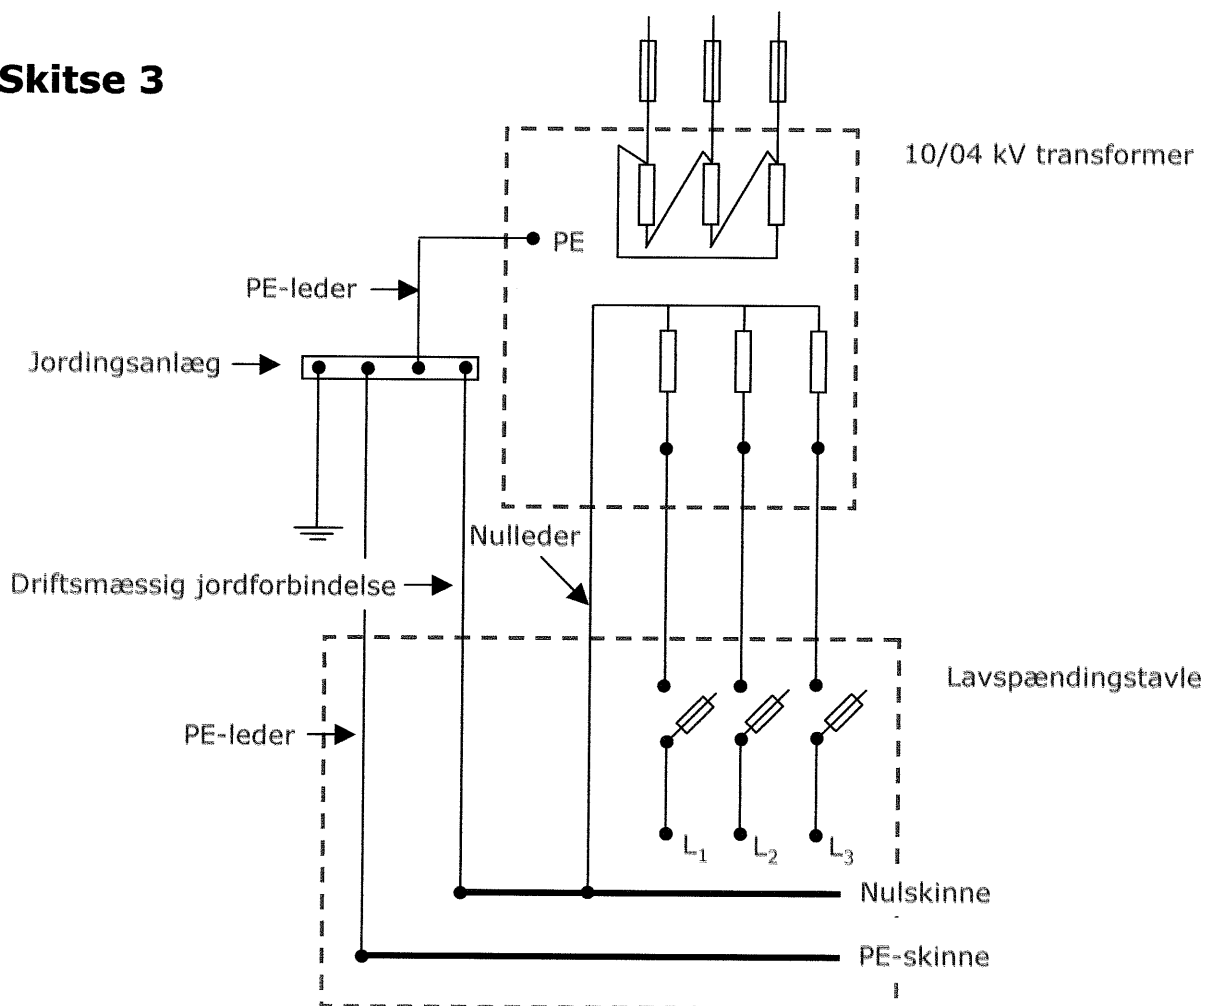 Skitse 3
10/04 kV transformer
PE
PE-leder
Jordingsanlæg
Nulleder
Driftsmæssig jordforbindelse
Lavspændingstavle
PE-leder
L1 L2 L3
Nulskinne
PE-skinne